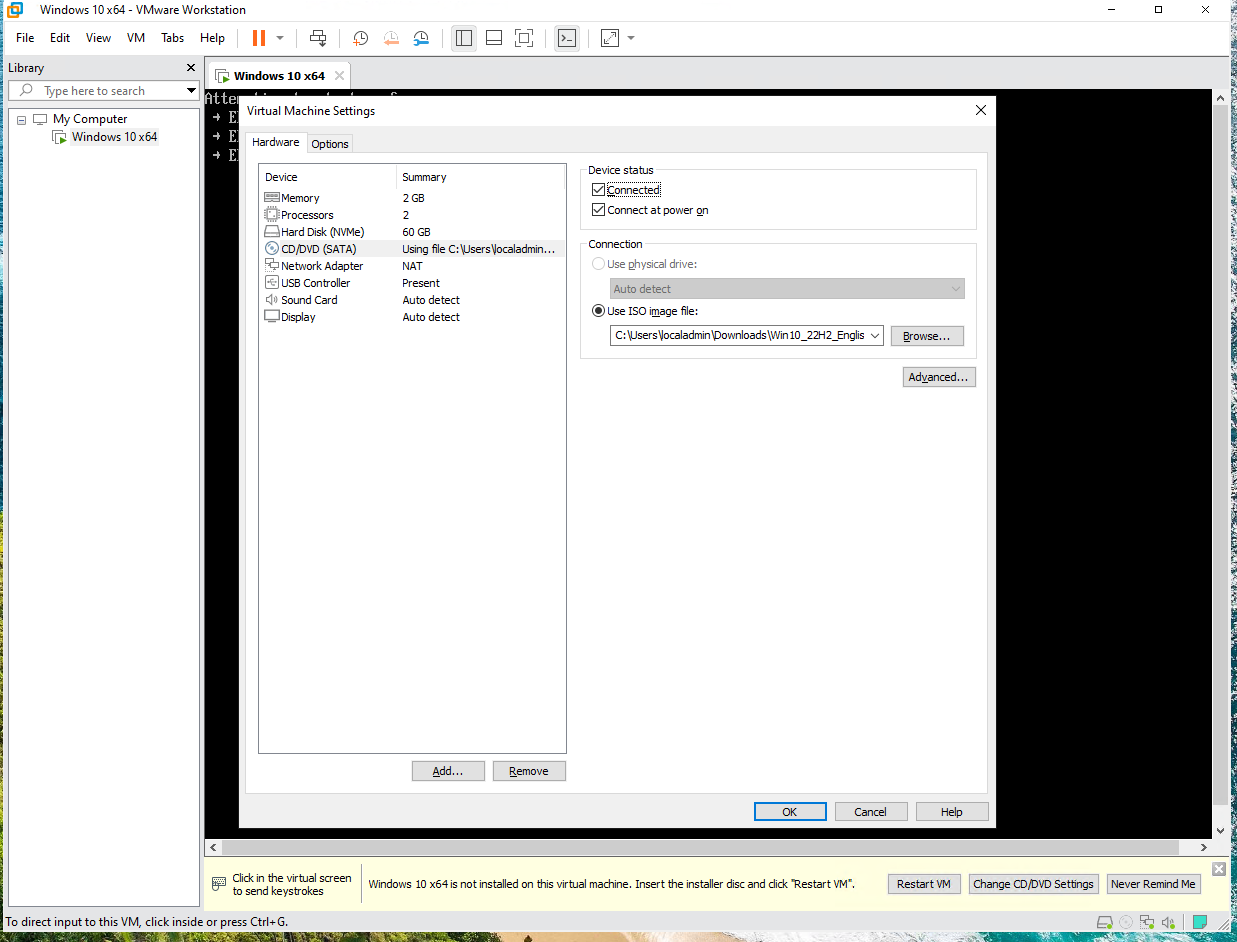 Windows 10 x64 - VMware Workstation
File Edit View VM Tabs Help
Library
Windows 10 x64
Type here to search
My Computer
Windows 10 x64
Virtual Machine Settings
Hardware Options
Device Summary
Memory 2 GB
Processors 2
Hard Disk (NVMe) 60 GB
CD/DVD (SATA) Using file C:\Users\localadmin...
Network Adapter NAT
USB Controller Present
Sound Card Auto detect
Display Auto detect
Device status
Connected
Connect at power on
Connection
Use physical drive:
Auto detect
Use ISO image file:
C:\Users\localadmin\Downloads\Win10_22H2_Englis
Browse...
Advanced...
Add... Remove
OK Cancel Help
Click in the virtual screen
to send keystrokes
Windows 10 x64 is not installed on this virtual machine. Insert the installer disc and click "Restart VM".
Restart VM Change CD/DVD Settings Never Remind Me
To direct input to this VM, click inside or press Ctrl+G.